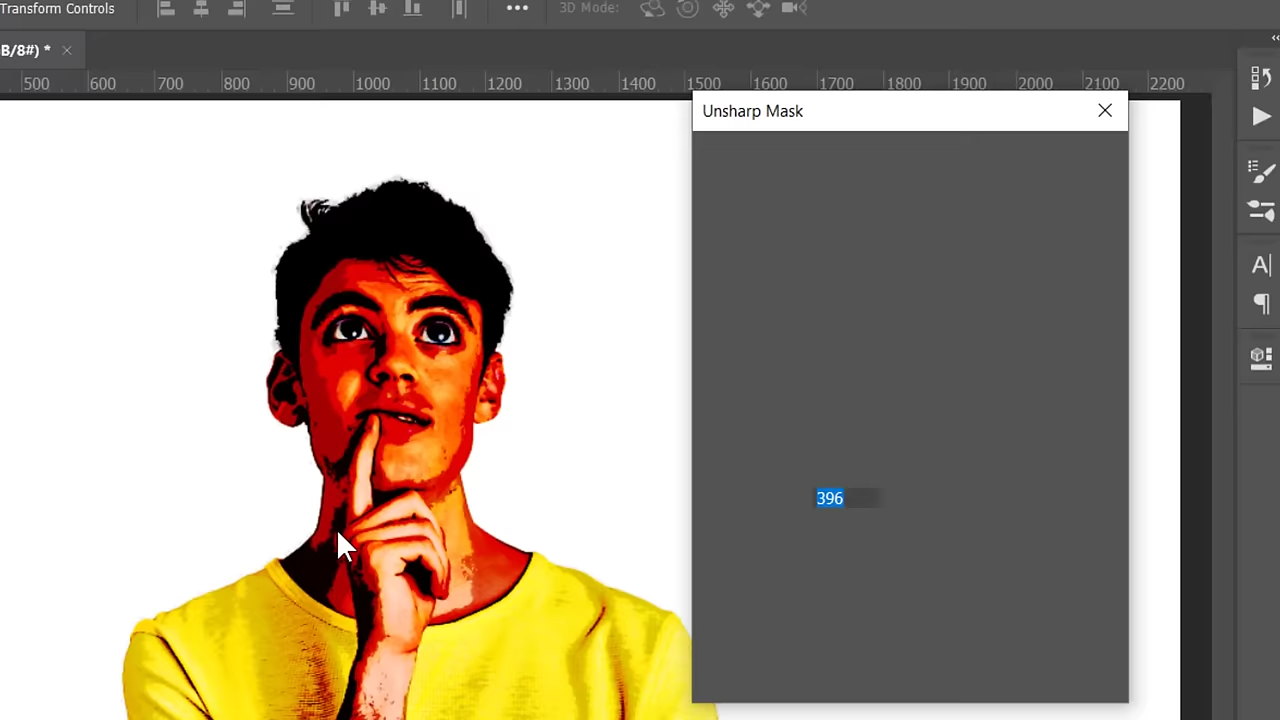 Transform Controls
3D Mode:
B/8#) *
500 600 700 800 900 1000 1100 1200 1300 1400 1500 1600 1700 1800 1900 2000 2100 2200
Unsharp Mask
396